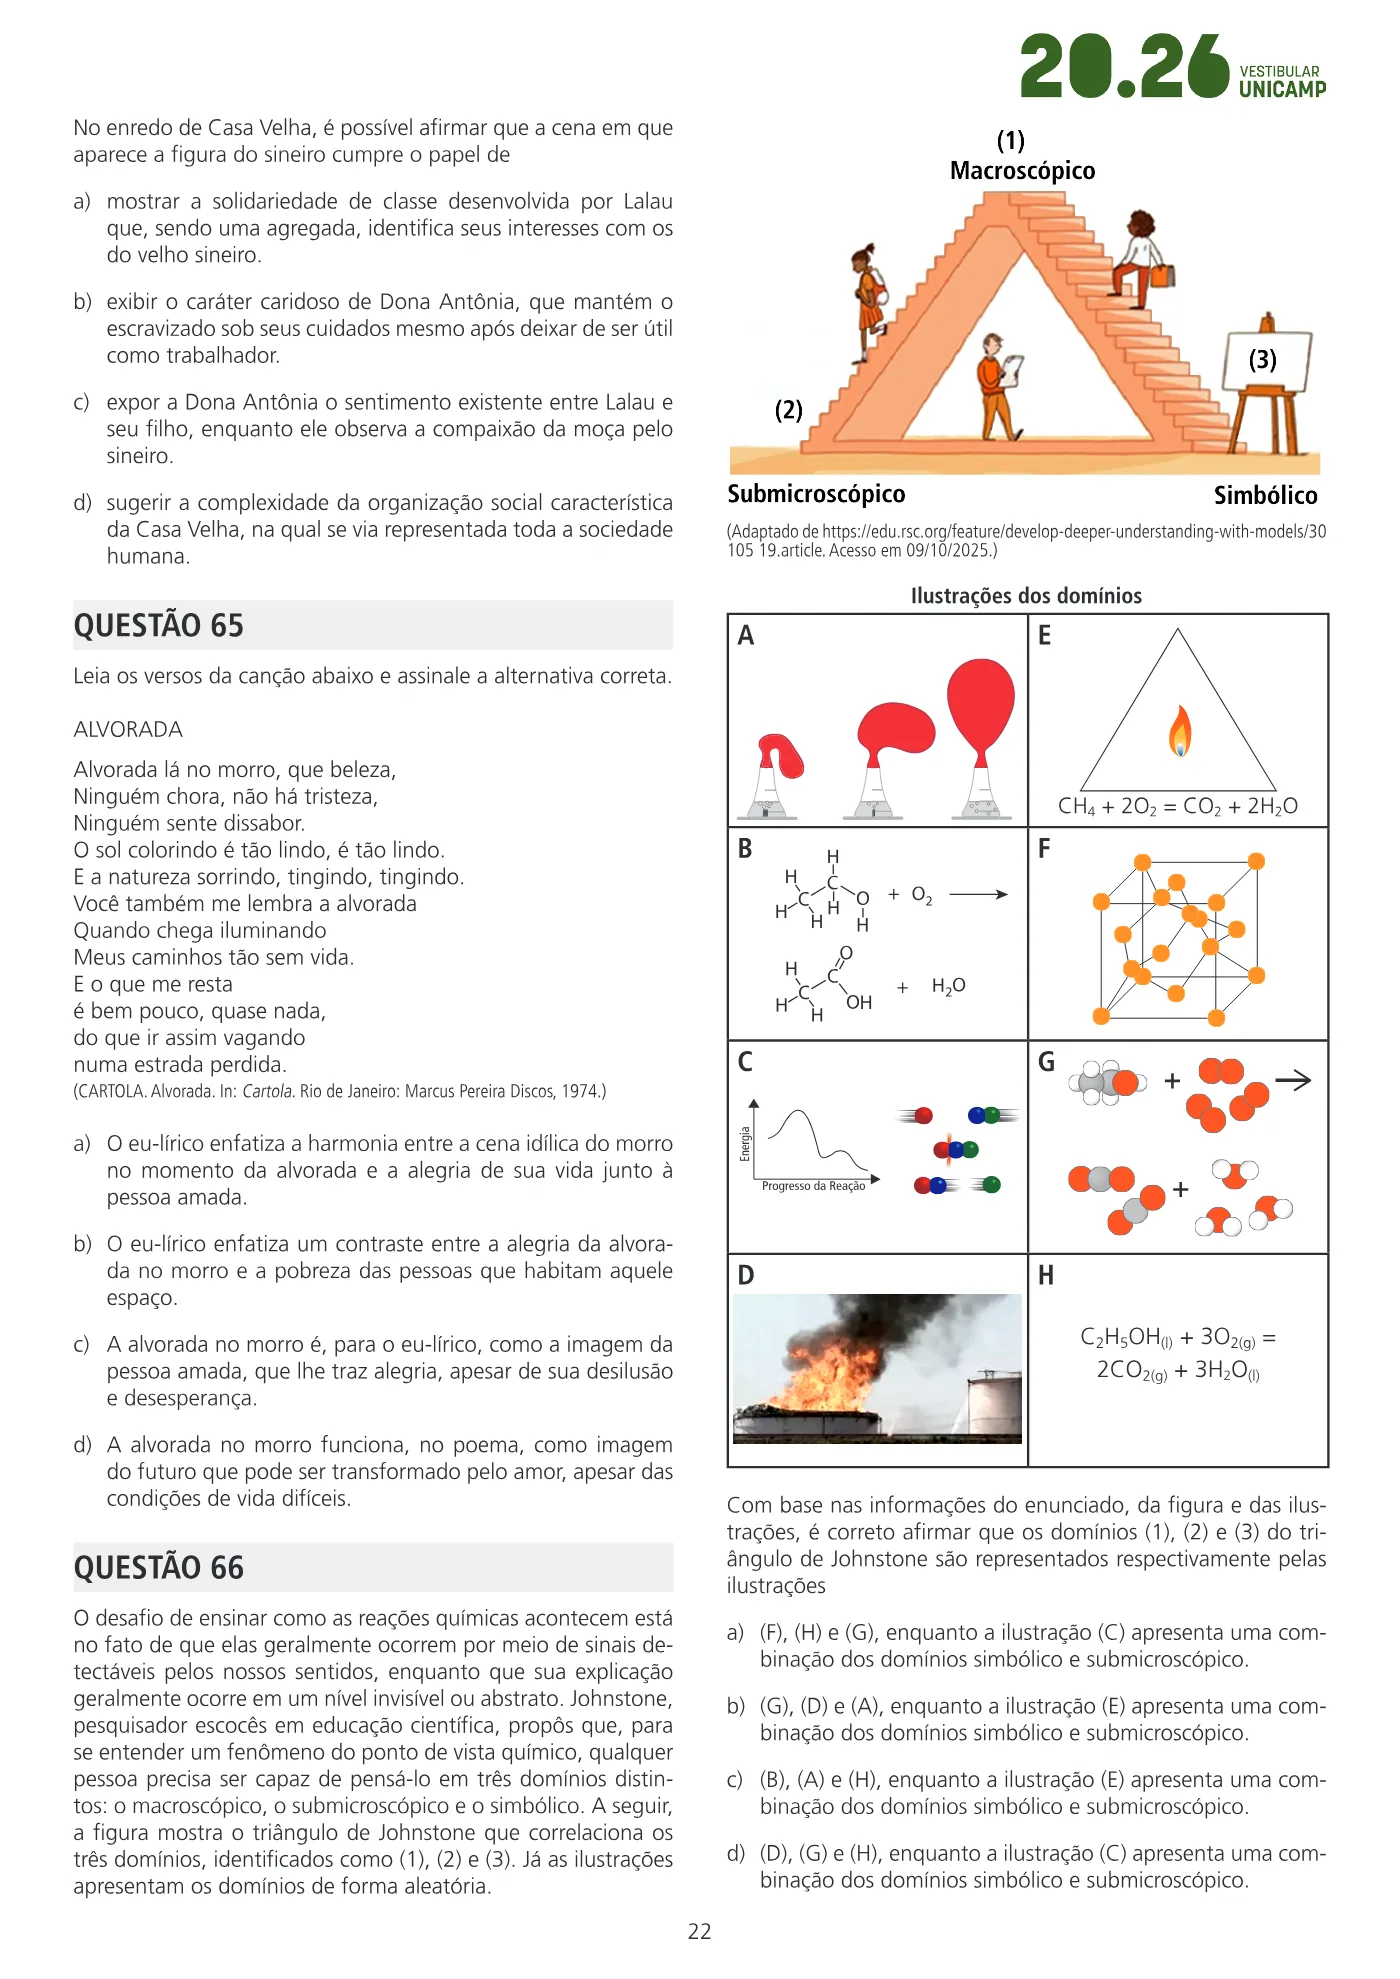 20.26 VESTIBULAR UNICAMP
No enredo de Casa Velha, é possível afirmar que a cena em que
aparece a figura do sineiro cumpre o papel de
a) mostrar a solidariedade de classe desenvolvida por Lalau
que, sendo uma agregada, identifica seus interesses com os
do velho sineiro.
b) exibir o caráter caridoso de Dona Antônia, que mantém o
escravizado sob seus cuidados mesmo após deixar de ser útil
como trabalhador.
c) expor a Dona Antônia o sentimento existente entre Lalau e
seu filho, enquanto ele observa a compaixão da moça pelo
sineiro.
d) sugerir a complexidade da organização social característica
da Casa Velha, na qual se via representada toda a sociedade
humana.
QUESTÃO 65
Leia os versos da canção abaixo e assinale a alternativa correta.
ALVORADA
Alvorada lá no morro, que beleza,
Ninguém chora, não há tristeza,
Ninguém sente dissabor.
O sol colorindo é tão lindo, é tão lindo.
E a natureza sorrindo, tingindo, tingindo.
Você também me lembra a alvorada
Quando chega iluminando
Meus caminhos tão sem vida.
E o que me resta
é bem pouco, quase nada,
do que ir assim vagando
numa estrada perdida.
(CARTOLA. Alvorada. In: Cartola. Rio de Janeiro: Marcus Pereira Discos, 1974.)
a) O eu-lírico enfatiza a harmonia entre a cena idílica do morro
no momento da alvorada e a alegria de sua vida junto à
pessoa amada.
b) O eu-lírico enfatiza um contraste entre a alegria da alvora-
da no morro e a pobreza das pessoas que habitam aquele
espaço.
c) A alvorada no morro é, para o eu-lírico, como a imagem da
pessoa amada, que lhe traz alegria, apesar de sua desilusão
e desesperança.
d) A alvorada no morro funciona, no poema, como imagem
do futuro que pode ser transformado pelo amor, apesar das
condições de vida difíceis.
QUESTÃO 66
O desafio de ensinar como as reações químicas acontecem está
no fato de que elas geralmente ocorrem por meio de sinais de-
tectáveis pelos nossos sentidos, enquanto que sua explicação
geralmente ocorre em um nível invisível ou abstrato. Johnstone,
pesquisador escocês em educação científica, propôs que, para
se entender um fenômeno do ponto de vista químico, qualquer
pessoa precisa ser capaz de pensá-lo em três domínios distin-
tos: o macroscópico, o submicroscópico e o simbólico. A seguir,
a figura mostra o triângulo de Johnstone que correlaciona os
três domínios, identificados como (1), (2) e (3). Já as ilustrações
apresentam os domínios de forma aleatória.
(1)
Macroscópico
(3)
(2)
Submicroscópico
Simbólico
(Adaptado de https://edu.rsc.org/feature/develop-deeper-understanding-with-models/30
105 19.article. Acesso em 09/10/2025.)
Ilustrações dos domínios
A
E
CH4 + 2O2 = CO2 + 2H2O
B
H
H C
C O + O2
H H
H H
O
H C
C OH + H2O
H
H
F
C
Energia
Progresso da Reação
G
+
+
D
H
C2H5OH(l) + 3O2(g) =
2CO2(g) + 3H2O(l)
Com base nas informações do enunciado, da figura e das ilus-
trações, é correto afirmar que os domínios (1), (2) e (3) do tri-
ângulo de Johnstone são representados respectivamente pelas
ilustrações
a) (F), (H) e (G), enquanto a ilustração (C) apresenta uma com-
binação dos domínios simbólico e submicroscópico.
b) (G), (D) e (A), enquanto a ilustração (E) apresenta uma com-
binação dos domínios simbólico e submicroscópico.
c) (B), (A) e (H), enquanto a ilustração (E) apresenta uma com-
binação dos domínios simbólico e submicroscópico.
d) (D), (G) e (H), enquanto a ilustração (C) apresenta uma com-
binação dos domínios simbólico e submicroscópico.
22